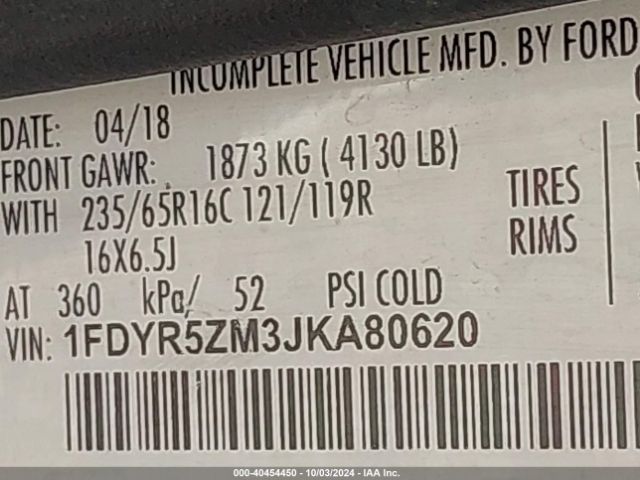 INCOMPLETE VEHICLE MFD. BY FORD
DATE: 04/18
FRONT GAWR: 1873 KG ( 4130 LB)
WITH 235/65R16C 121/119R TIRES
16X6.5J RIMS
AT 360 kPa/ 52 PSI COLD
VIN: 1FDYR5ZM3JKA80620
000-40454450 - 10/03/2024 - IAA Inc.